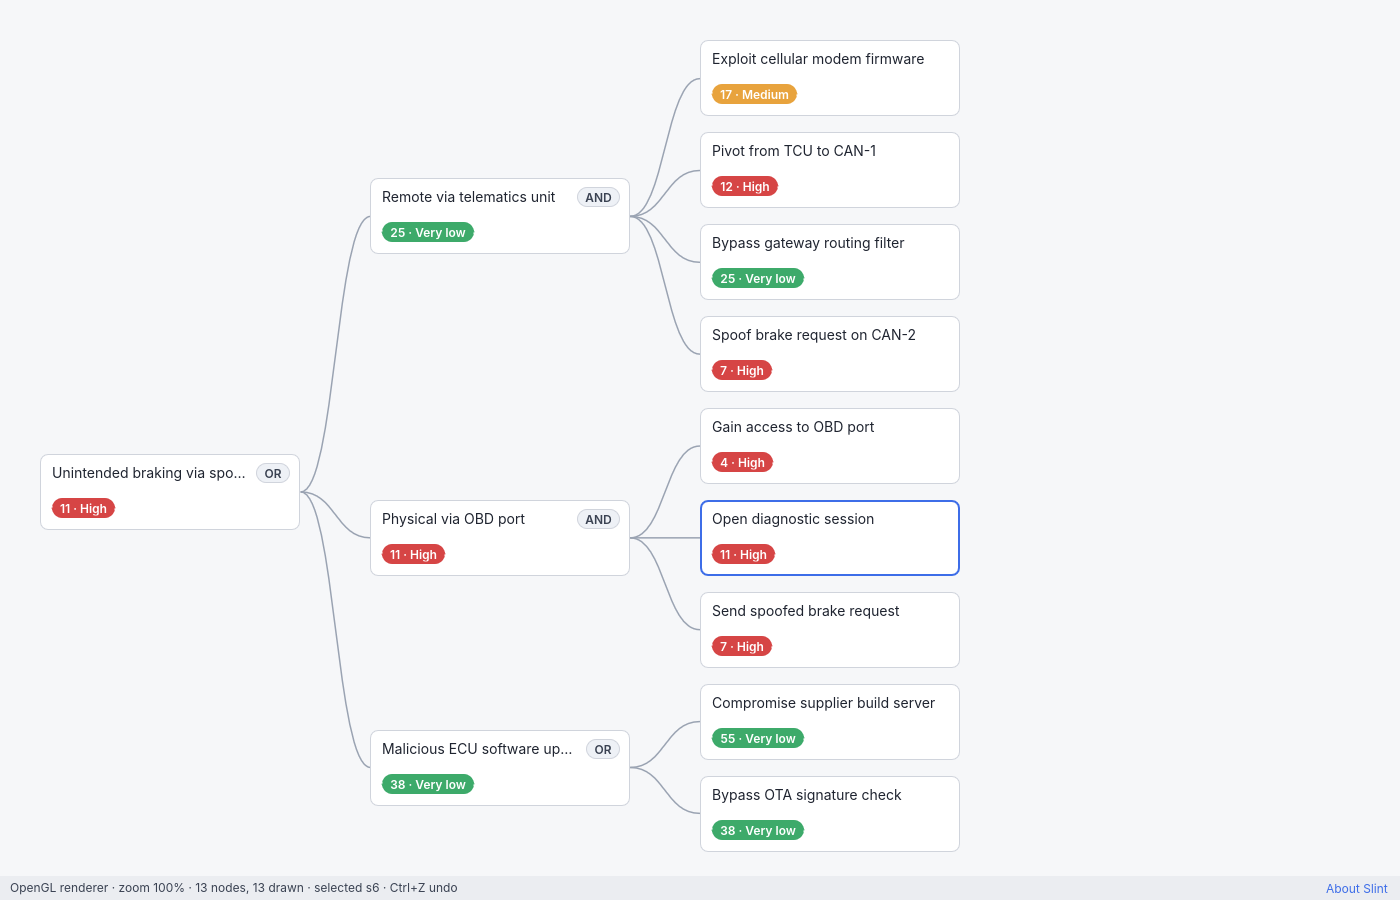 Exploit cellular modem firmware
17 · Medium
Pivot from TCU to CAN-1
12 · High
Remote via telematics unit AND
25 · Very low
Bypass gateway routing filter
25 · Very low
Spoof brake request on CAN-2
7 · High
Gain access to OBD port
4 · High
Unintended braking via spo... OR
11 · High
Physical via OBD port AND
11 · High
Open diagnostic session
11 · High
Send spoofed brake request
7 · High
Compromise supplier build server
55 · Very low
Malicious ECU software up... OR
38 · Very low
Bypass OTA signature check
38 · Very low
OpenGL renderer · zoom 100% · 13 nodes, 13 drawn · selected s6 · Ctrl+Z undo
About Slint